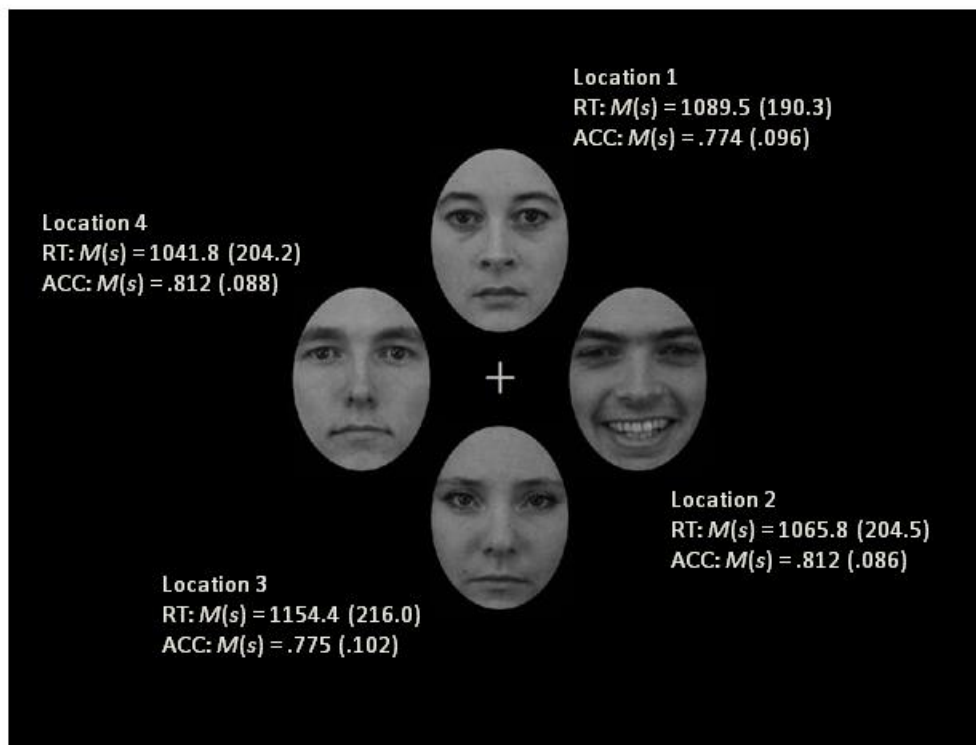 Location 1
RT: M(s) = 1089.5 (190.3)
ACC: M(s) = .774 (.096)
Location 4
RT: M(s) = 1041.8 (204.2)
ACC: M(s) = .812 (.088)
Location 2
RT: M(s) = 1065.8 (204.5)
ACC: M(s) = .812 (.086)
Location 3
RT: M(s) = 1154.4 (216.0)
ACC: M(s) = .775 (.102)